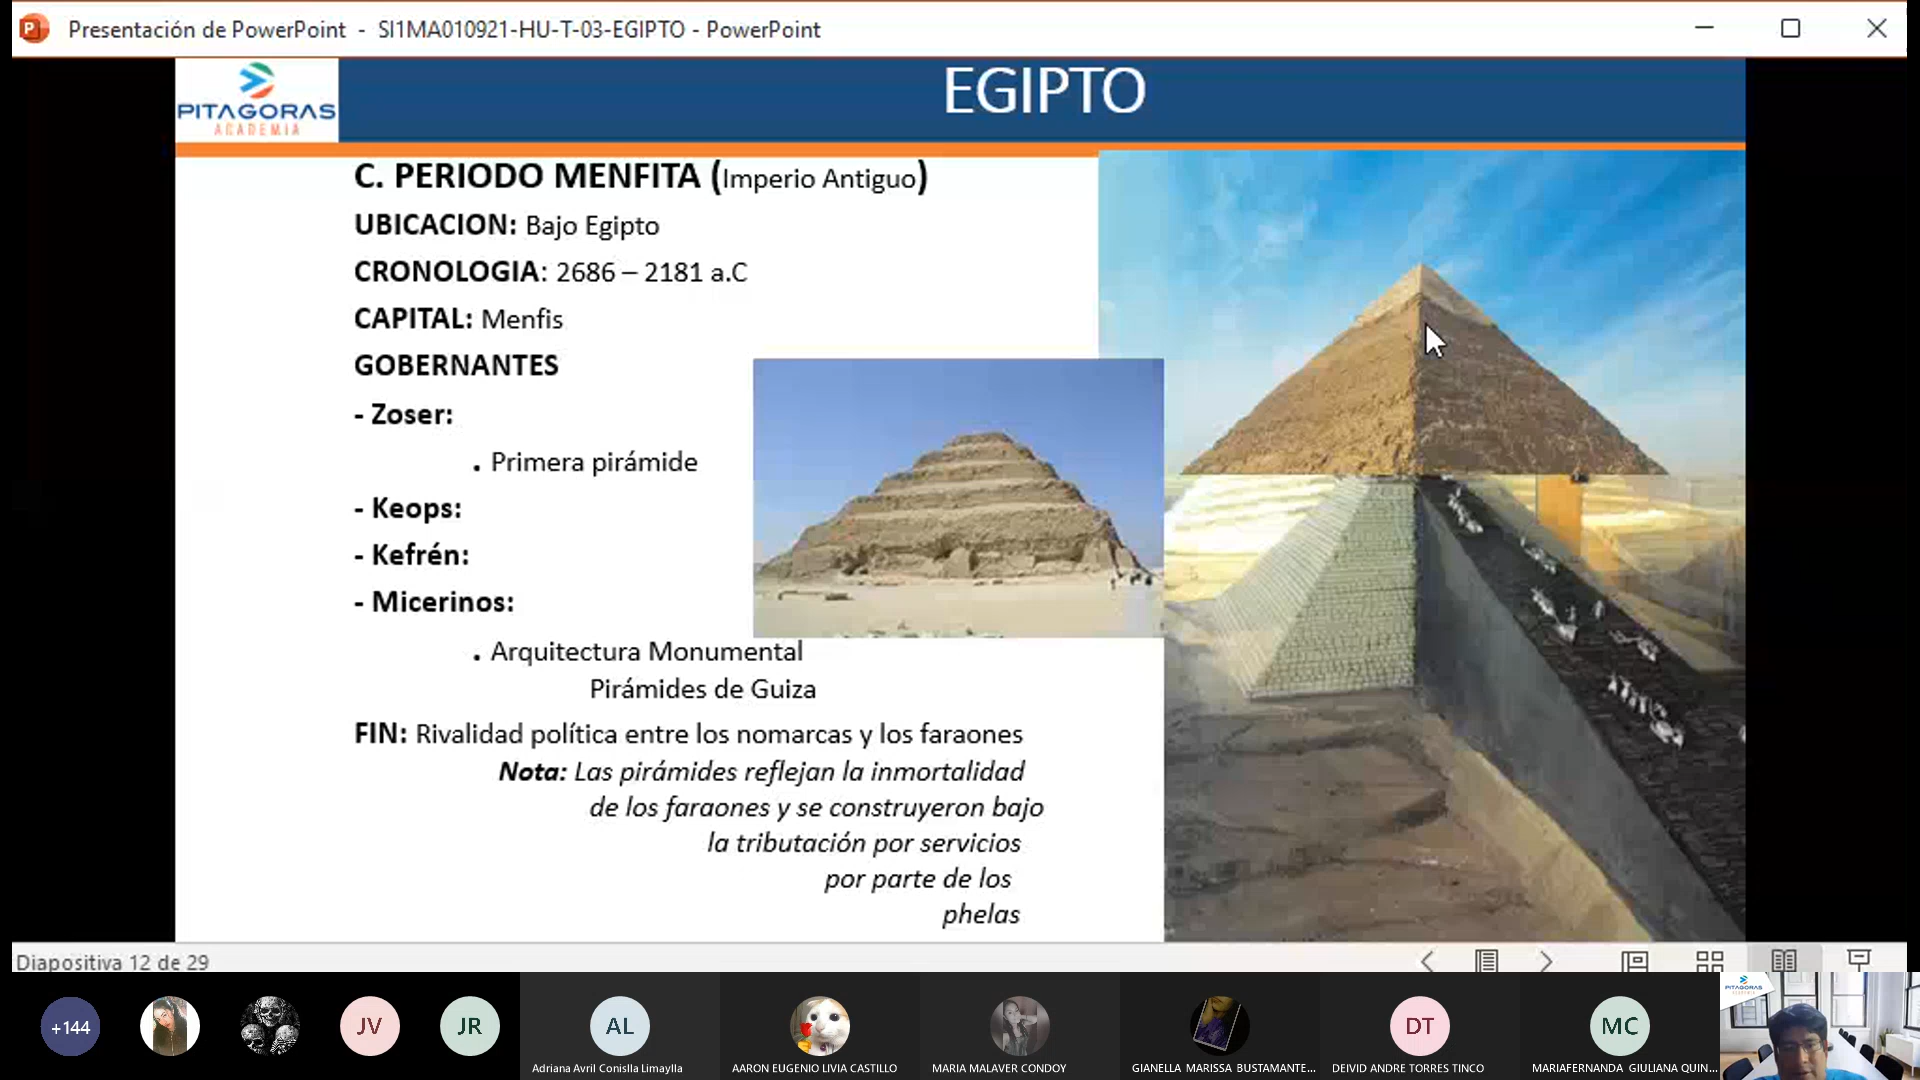 Presentación de PowerPoint - SI1MA010921-HU-T-03-EGIPTO - PowerPoint
PITAGORAS
ACADEMIA
EGIPTO
C. PERIODO MENFITA (Imperio Antiguo)
UBICACION: Bajo Egipto
CRONOLOGIA: 2686 – 2181 a.C
CAPITAL: Menfis
GOBERNANTES
- Zoser:
. Primera pirámide
- Keops:
- Kefrén:
- Micerinos:
. Arquitectura Monumental
Pirámides de Guiza
FIN: Rivalidad política entre los nomarcas y los faraones
Nota: Las pirámides reflejan la inmortalidad
de los faraones y se construyeron bajo
la tributación por servicios
por parte de los
phelas
Diapositiva 12 de 29
+144
JV
JR
AL
DT
MC
Adriana Avril Conislla Limaylla
AARON EUGENIO LIVIA CASTILLO
MARIA MALAVER CONDOY
GIANELLA MARISSA BUSTAMANTE...
DEIVID ANDRE TORRES TINCO
MARIAFERNANDA GIULIANA QUIN...
PITAGORAS